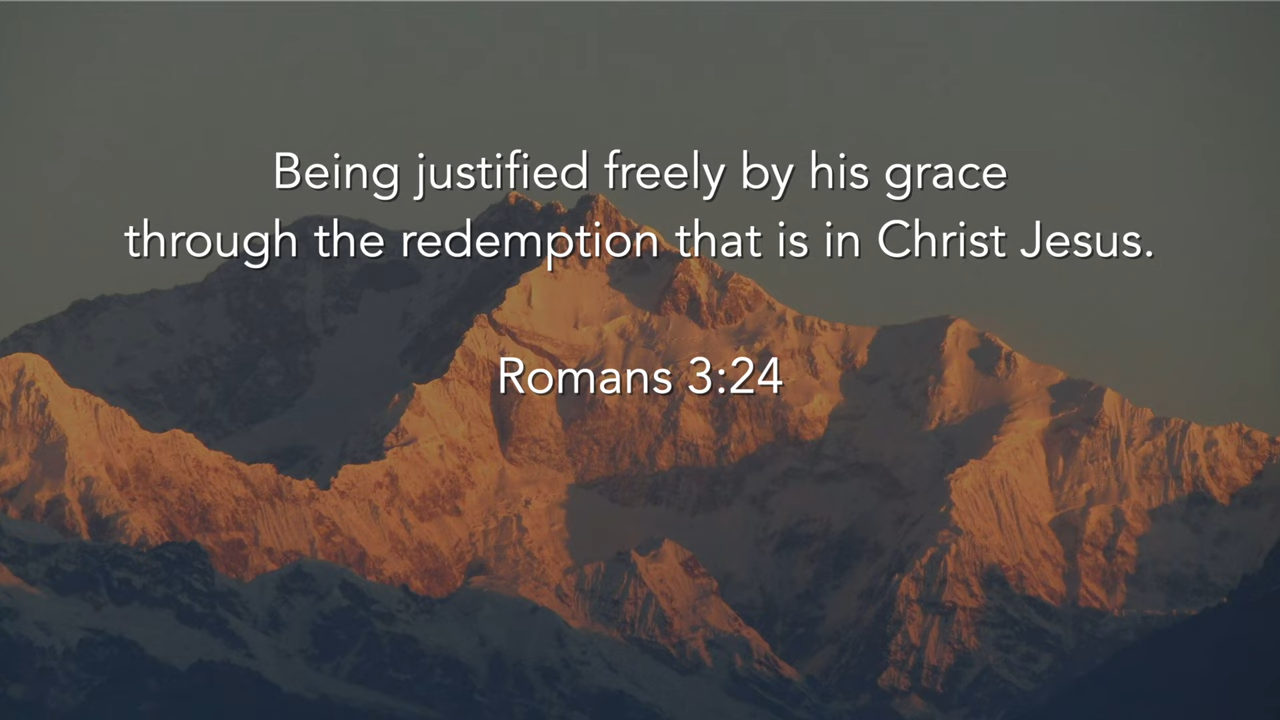 Being justified freely by his grace
through the redemption that is in Christ Jesus.
Romans 3:24